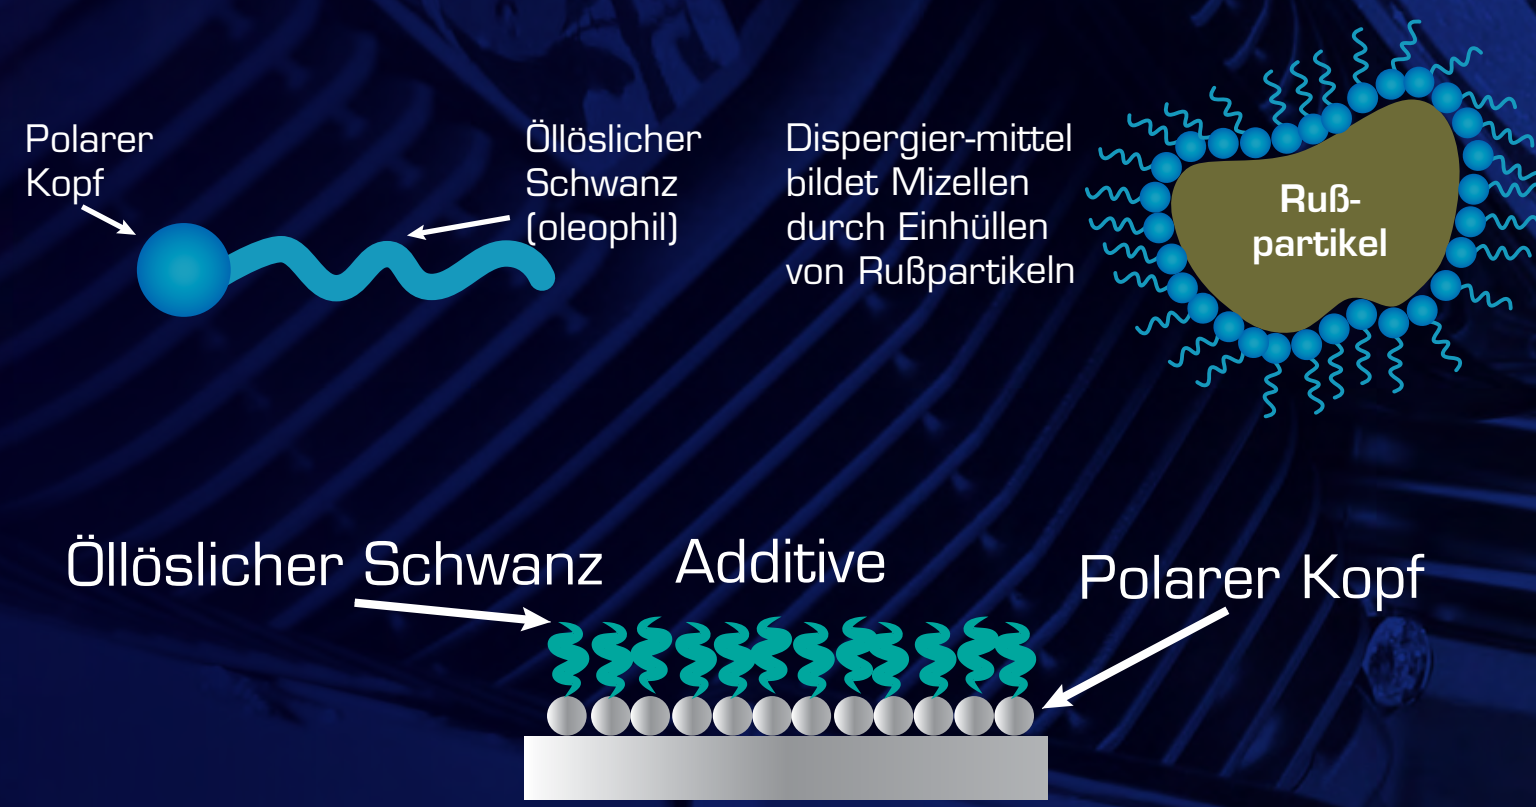 Polarer
Kopf
Öllöslicher
Schwanz
(oleophil)
Dispergier-mittel
bildet Mizellen
durch Einhüllen
von Rußpartikeln
Ruß-
partikel
Öllöslicher Schwanz
Additive
Polarer Kopf